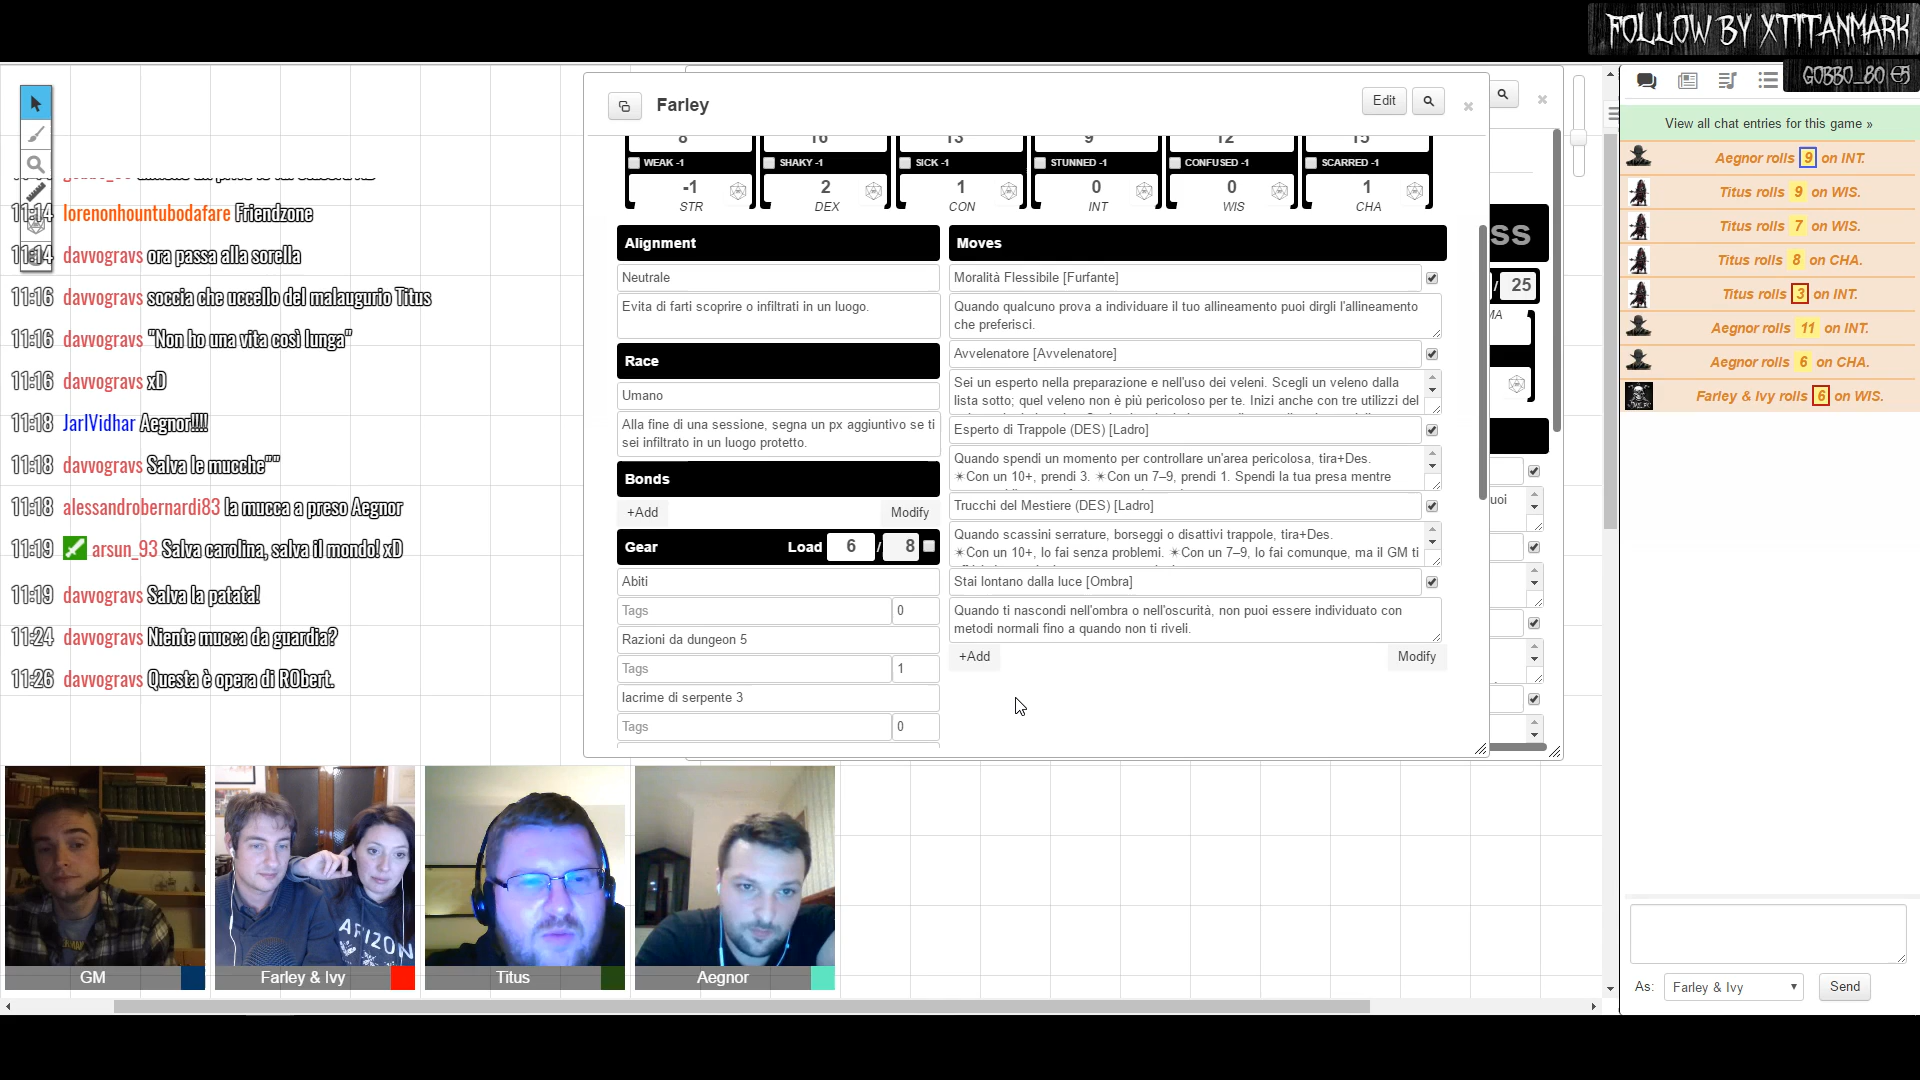 FOLLOW BY XTITANMARK
GOBBO_80
11:14 lorenonhountubodafare Friendzone
11:14 davvogravs ora passa alla sorella
11:16 davvogravs soccia che uccello del malaugurio Titus
11:16 davvogravs "Non ho una vita così lunga"
11:16 davvogravs xD
11:18 JarlVidhar Aegnor!!!!
11:18 davvogravs Salva le mucche""
11:18 alessandrobernardi83 la mucca a preso Aegnor
11:19 arsun_93 Salva carolina, salva il mondo! xD
11:19 davvogravs Salva la patata!
11:24 davvogravs Niente mucca da guardia?
11:26 davvogravs Questa è opera di RObert.
Farley
Edit
8 16 13 9 12 15
WEAK -1 SHAKY -1 SICK -1 STUNNED -1 CONFUSED -1 SCARRED -1
-1 2 1 0 0 1
STR DEX CON INT WIS CHA
Alignment
Neutrale
Evita di farti scoprire o infiltrati in un luogo.
Race
Umano
Alla fine di una sessione, segna un px aggiuntivo se ti
sei infiltrato in un luogo protetto.
Bonds
+Add Modify
Gear Load 6 / 8
Abiti
Tags 0
Razioni da dungeon 5
Tags 1
lacrime di serpente 3
Tags 0
Moves
Moralità Flessibile [Furfante]
Quando qualcuno prova a individuare il tuo allineamento puoi dirgli l'allineamento
che preferisci.
Avvelenatore [Avvelenatore]
Sei un esperto nella preparazione e nell'uso dei veleni. Scegli un veleno dalla
lista sotto; quel veleno non è più pericoloso per te. Inizi anche con tre utilizzi del
Esperto di Trappole (DES) [Ladro]
Quando spendi un momento per controllare un'area pericolosa, tira+Des.
✴Con un 10+, prendi 3. ✴Con un 7–9, prendi 1. Spendi la tua presa mentre
Trucchi del Mestiere (DES) [Ladro]
Quando scassini serrature, borseggi o disattivi trappole, tira+Des.
✴Con un 10+, lo fai senza problemi. ✴Con un 7–9, lo fai comunque, ma il GM ti
Stai lontano dalla luce [Ombra]
Quando ti nascondi nell'ombra o nell'oscurità, non puoi essere individuato con
metodi normali fino a quando non ti riveli.
+Add Modify
ss
/ 25
MA
uoi
View all chat entries for this game »
Aegnor rolls 9 on INT.
Titus rolls 9 on WIS.
Titus rolls 7 on WIS.
Titus rolls 8 on CHA.
Titus rolls 3 on INT.
Aegnor rolls 11 on INT.
Aegnor rolls 6 on CHA.
Farley & Ivy rolls 6 on WIS.
GM
Farley & Ivy
Titus
Aegnor
As: Farley & Ivy Send